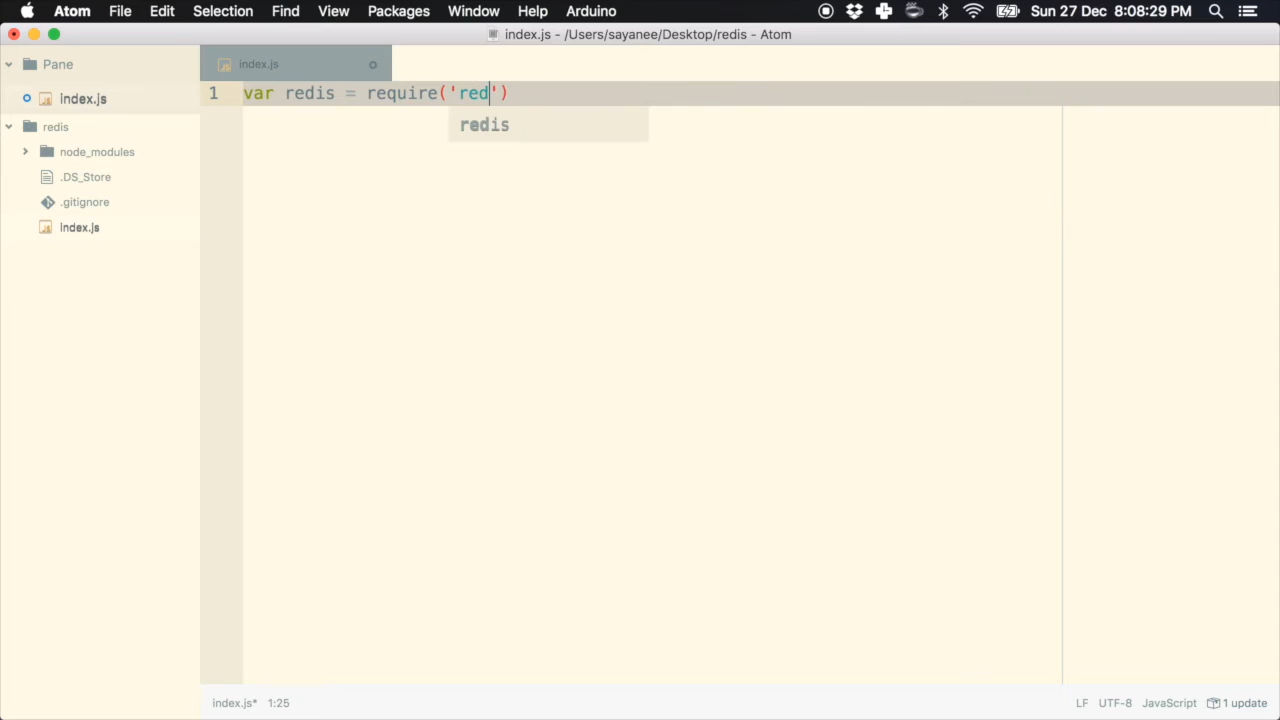 Atom File Edit Selection Find View Packages Window Help Arduino Sun 27 Dec 8:08:29 PM
index.js - /Users/sayanee/Desktop/redis - Atom
Pane
index.js
redis
node_modules
.DS_Store
.gitignore
index.js
index.js
1 var redis = require('red')
redis
index.js* 1:25 LF UTF-8 JavaScript 1 update